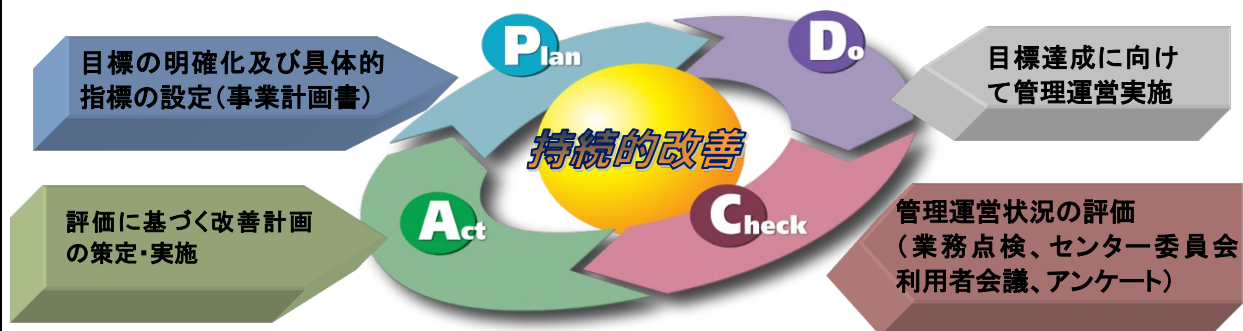 目標の明確化及び具体的
指標の設定（事業計画書）
Plan
Do
目標達成に向け
て管理運営実施
持続的改善
評価に基づく改善計画
の策定・実施
Act
Check
管理運営状況の評価
（業務点検、センター委員会
利用者会議、アンケート）